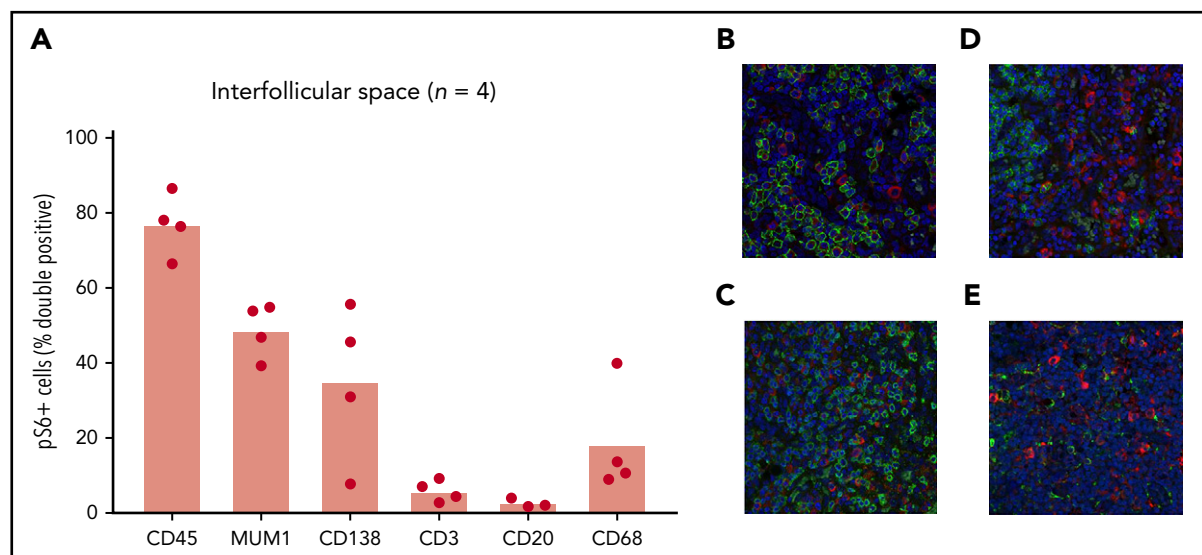 A
Interfollicular space (n = 4)
pS6+ cells (% double positive)
100
80
60
40
20
0
CD45 MUM1 CD138 CD3 CD20 CD68
B
D
C
E